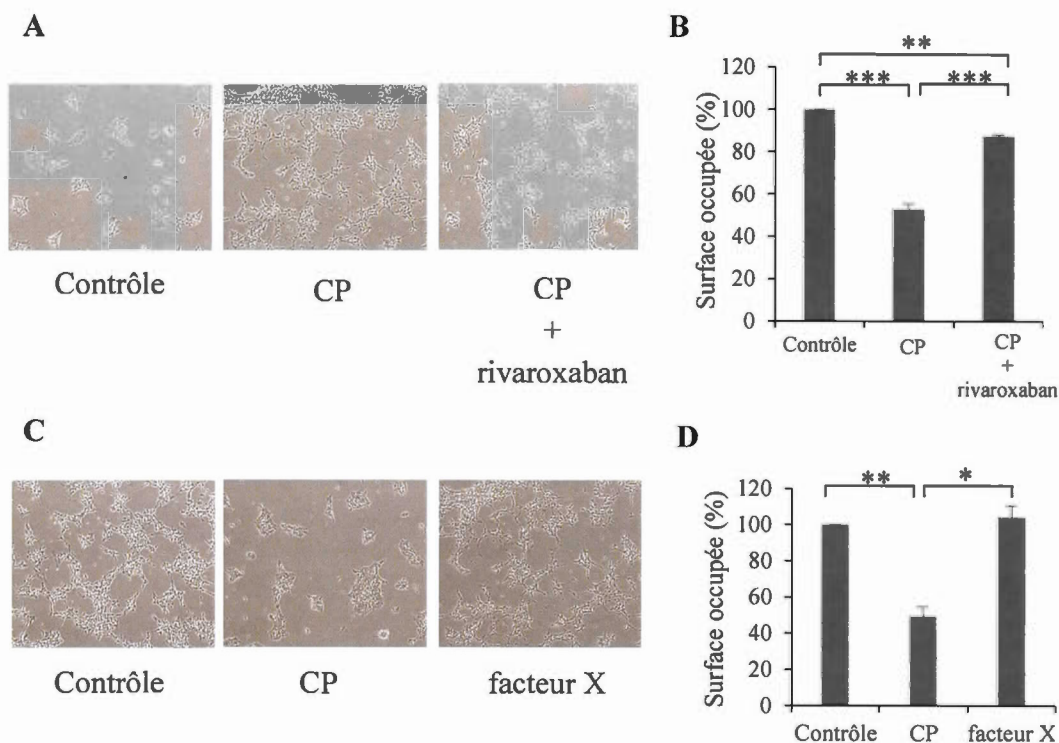 A
Contrôle
CP
CP
+
rivaroxaban
B
**
***
***
Surface occupée (%)
120
100
80
60
40
20
0
Contrôle
CP
CP
+
rivaroxaban
C
Contrôle
CP
facteur X
D
**
*
Surface occupée (%)
120
100
80
60
40
20
0
Contrôle
CP
facteur X